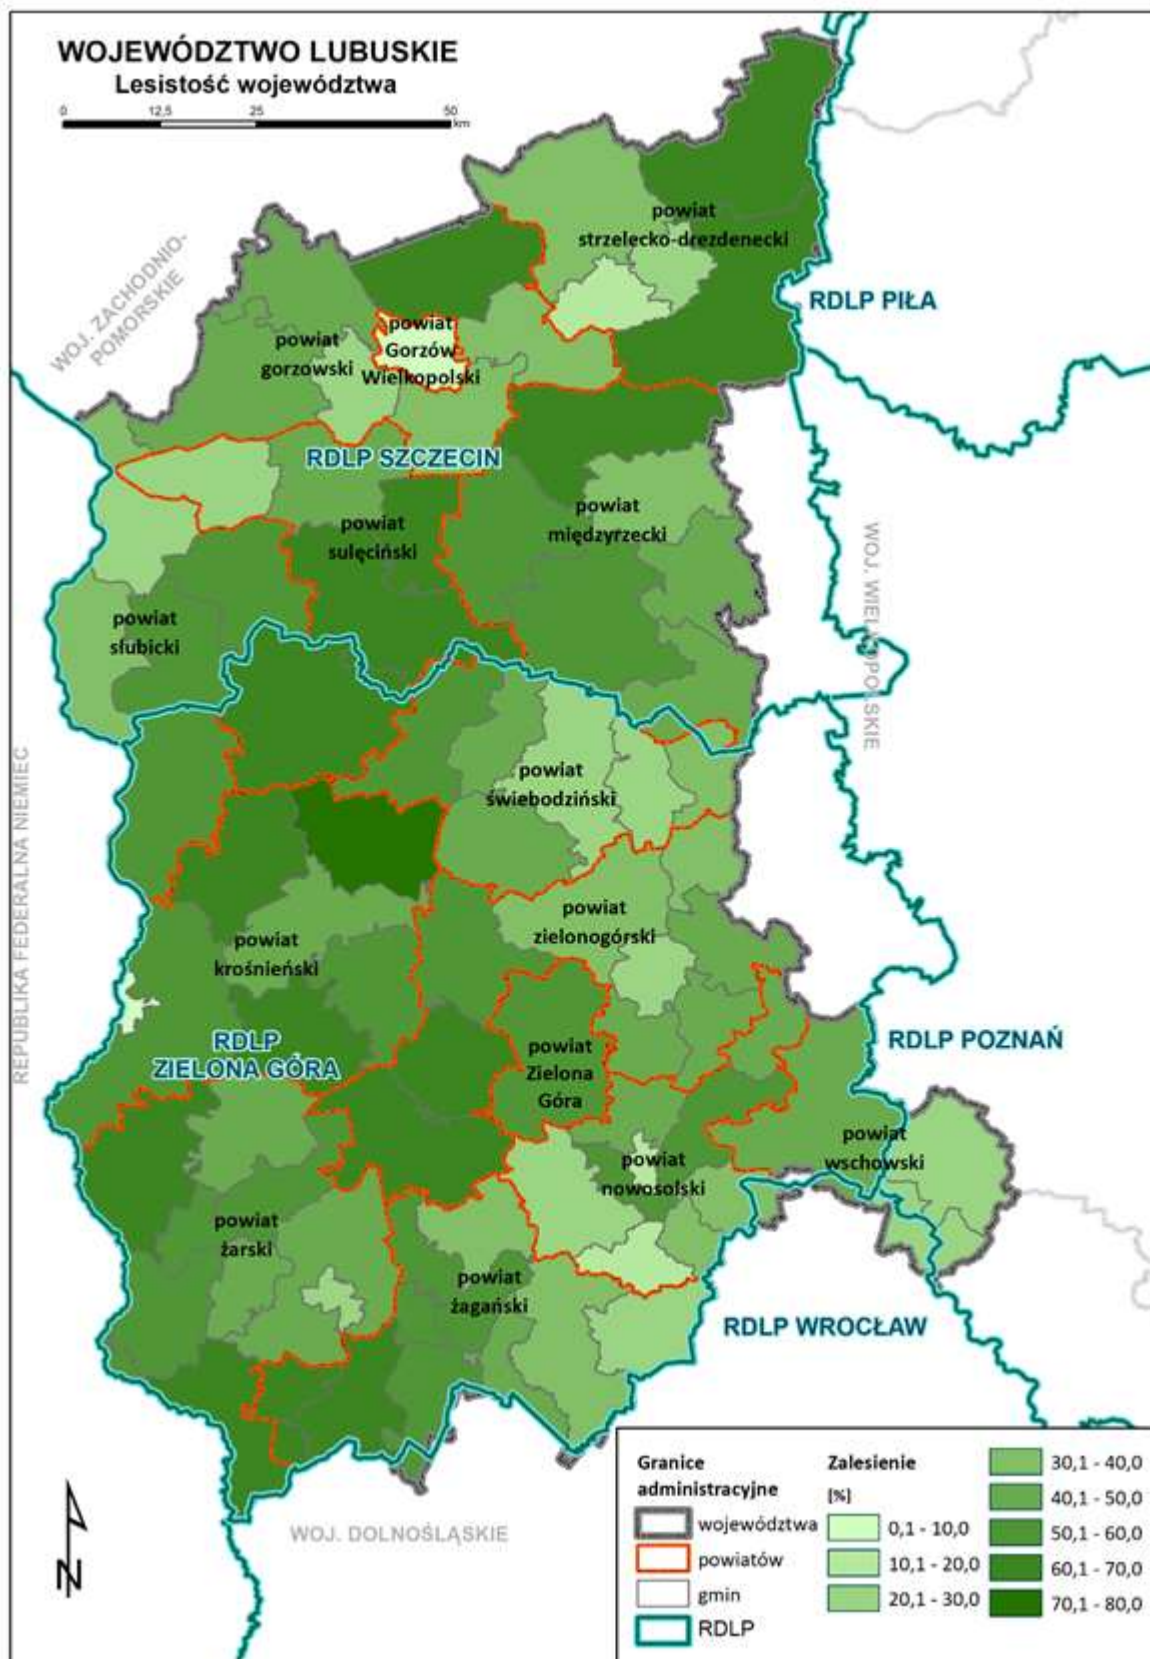 WOJEWÓDZTWO LUBUSKIE
Lesistość województwa
0 12,5 25 50
km
WOJ. ZACHODNIO-
POMORSKIE
powiat
strzelecko-drezdenecki
RDLP PIŁA
powiat
Gorzów
Wielkopolski
powiat
gorzowski
RDLP SZCZECIN
powiat
sulęciński
powiat
międzyrzecki
WOJ. WIELKOPOLSKIE
powiat
słubicki
REPUBLIKA FEDERALNA NIEMIEC
powiat
świebodziński
powiat
zielonogórski
powiat
krośnieński
RDLP
ZIELONA GÓRA
powiat
Zielona
Góra
RDLP POZNAŃ
powiat
wschowski
powiat
nowosolski
powiat
żarski
powiat
żagański
RDLP WROCŁAW
WOJ. DOLNOŚLĄSKIE
N
Granice
administracyjne
województwa
powiatów
gmin
RDLP
Zalesienie
[%]
0,1 - 10,0
10,1 - 20,0
20,1 - 30,0
30,1 - 40,0
40,1 - 50,0
50,1 - 60,0
60,1 - 70,0
70,1 - 80,0